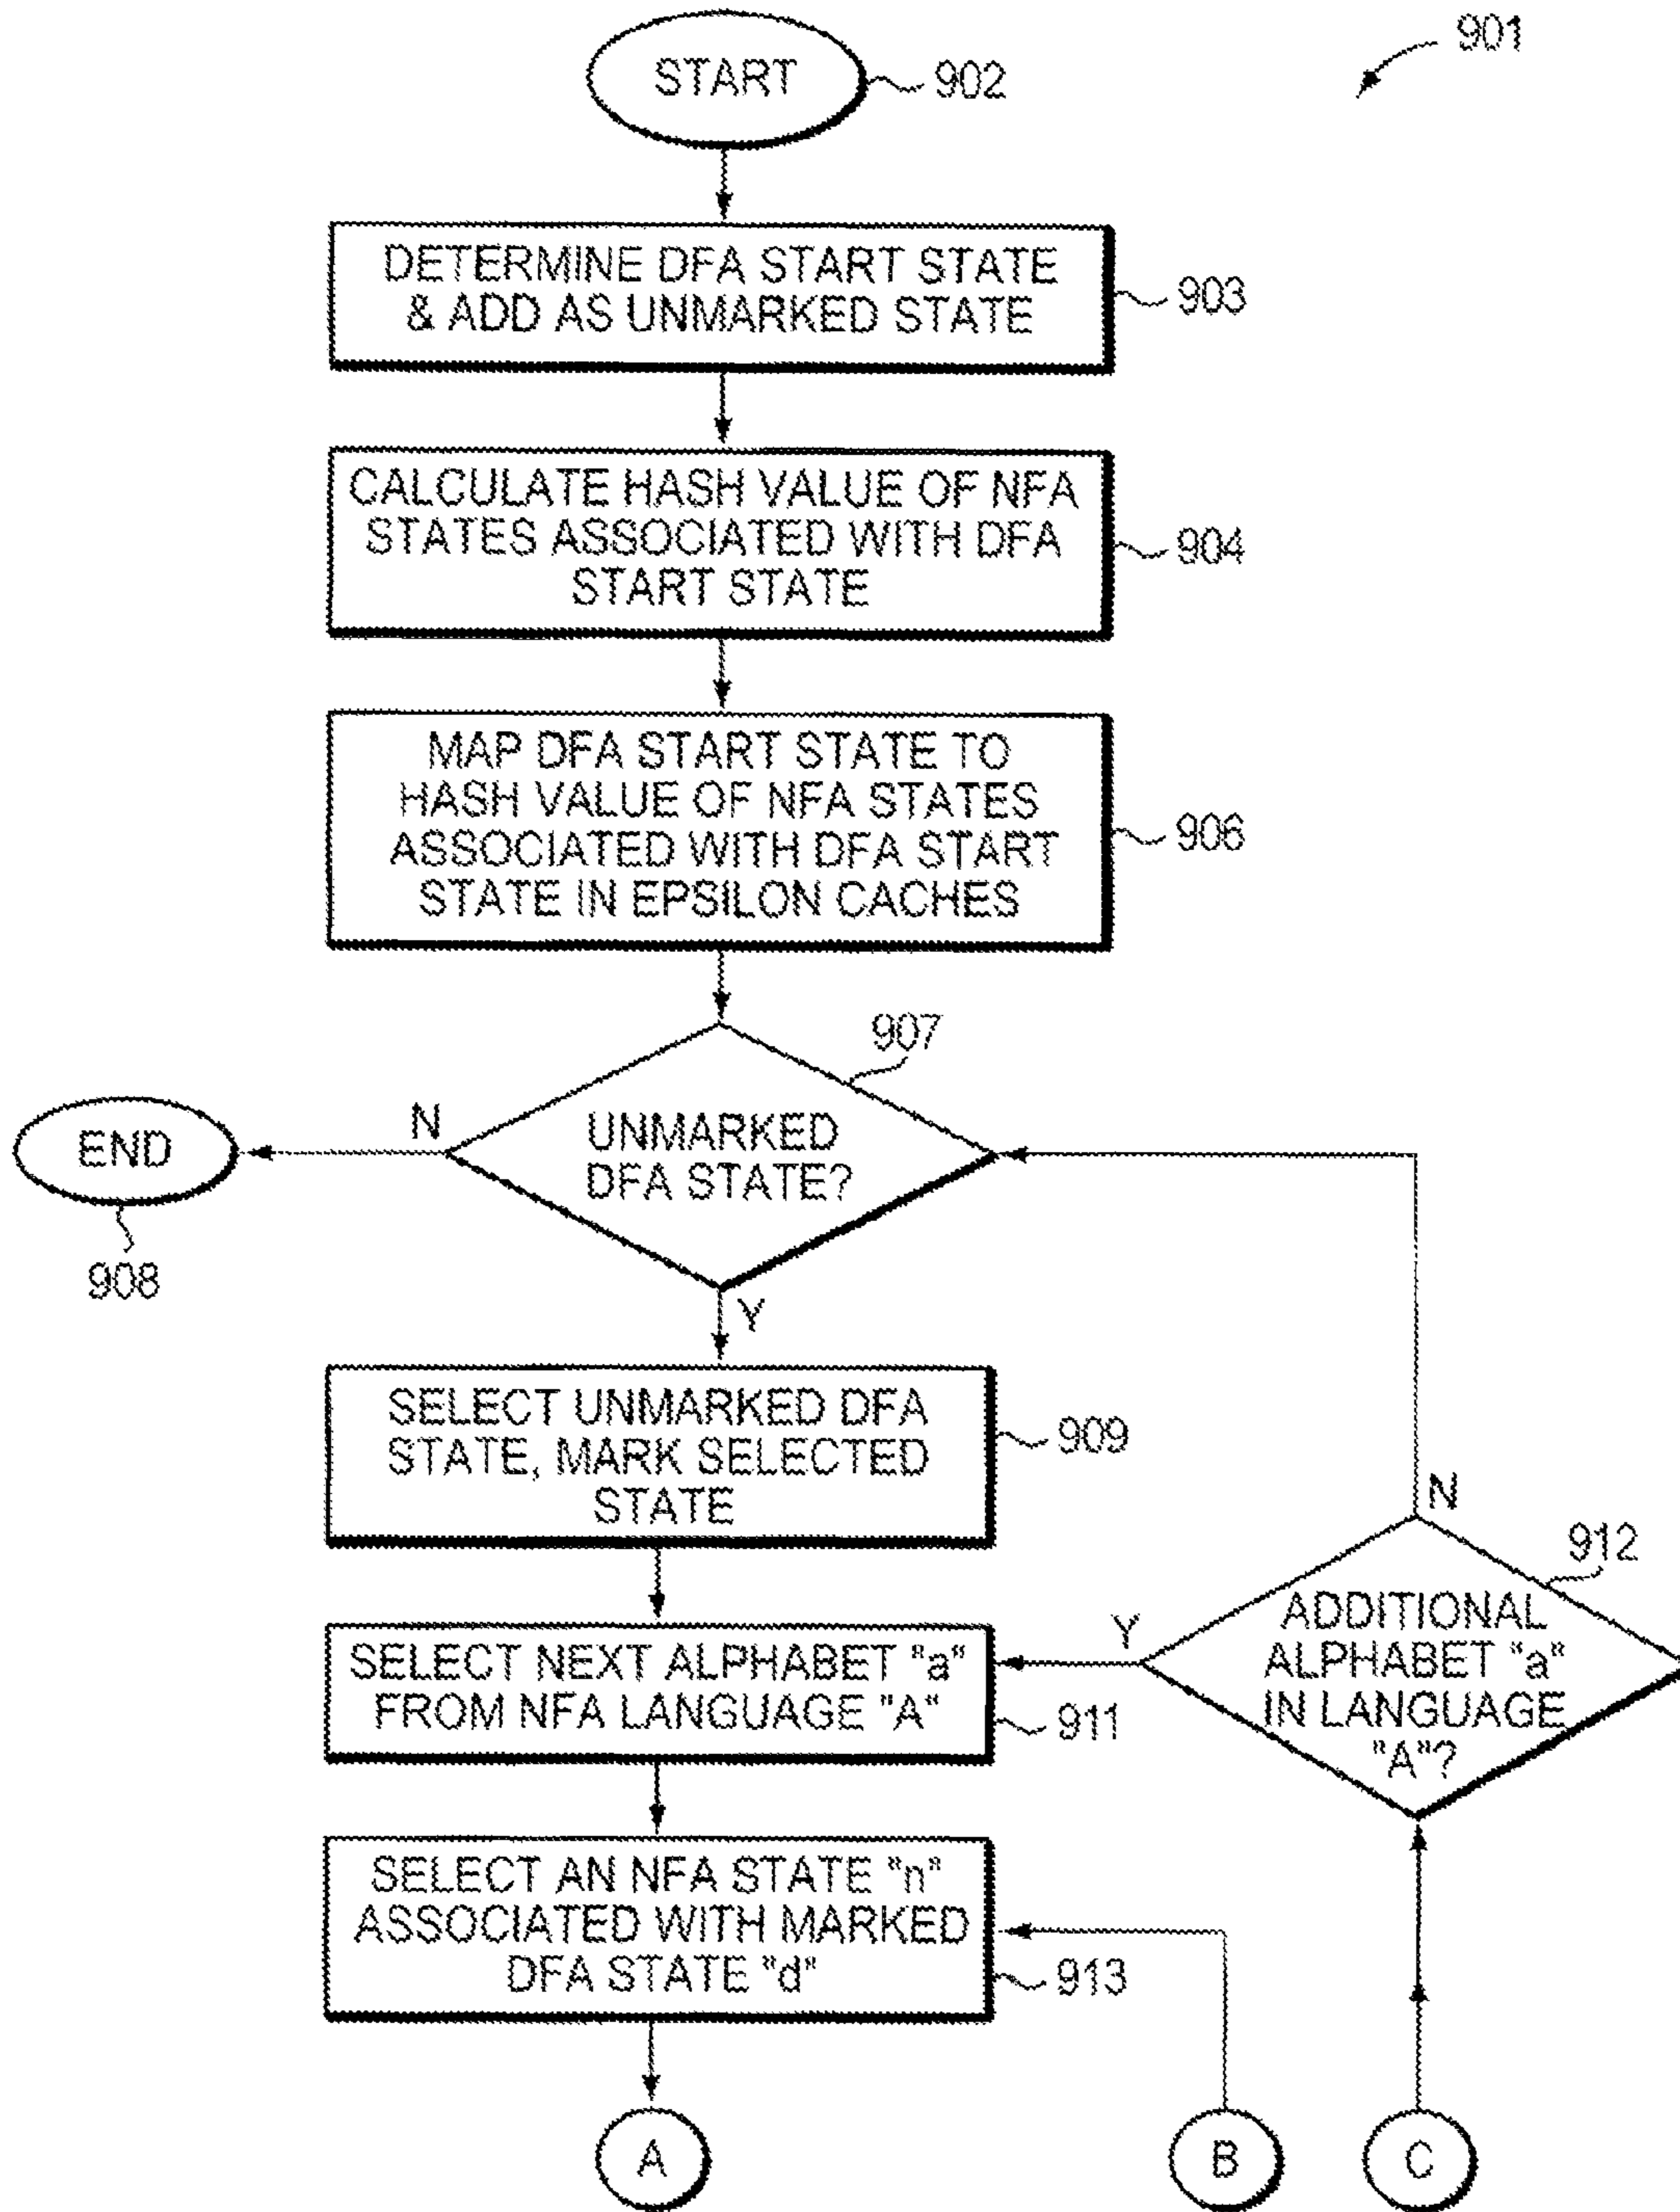 901
START
902
DETERMINE DFA START STATE
& ADD AS UNMARKED STATE
903
CALCULATE HASH VALUE OF NFA
STATES ASSOCIATED WITH DFA
START STATE
904
MAP DFA START STATE TO
HASH VALUE OF NFA STATES
ASSOCIATED WITH DFA START
STATE IN EPSILON CACHES
906
907
UNMARKED
DFA STATE?
N
END
908
Y
SELECT UNMARKED DFA
STATE, MARK SELECTED
STATE
909
N
912
ADDITIONAL
ALPHABET "a"
IN LANGUAGE
"A"?
Y
SELECT NEXT ALPHABET "a"
FROM NFA LANGUAGE "A"
911
SELECT AN NFA STATE "n"
ASSOCIATED WITH MARKED
DFA STATE "d"
913
A
B
C